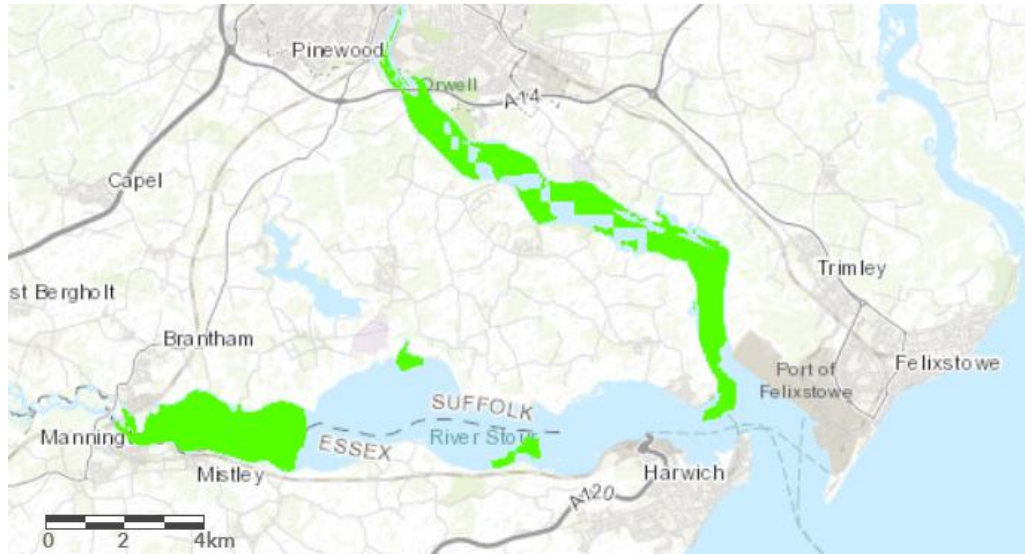 Pinewood
Orwell
A14
Capel
Trimley
st Bergholt
Brantham
Felixstowe
Port of
Felixstowe
SUFFOLK
Manningt
ESSEX
River Stour
Mistley
Harwich
A120
0 2 4km